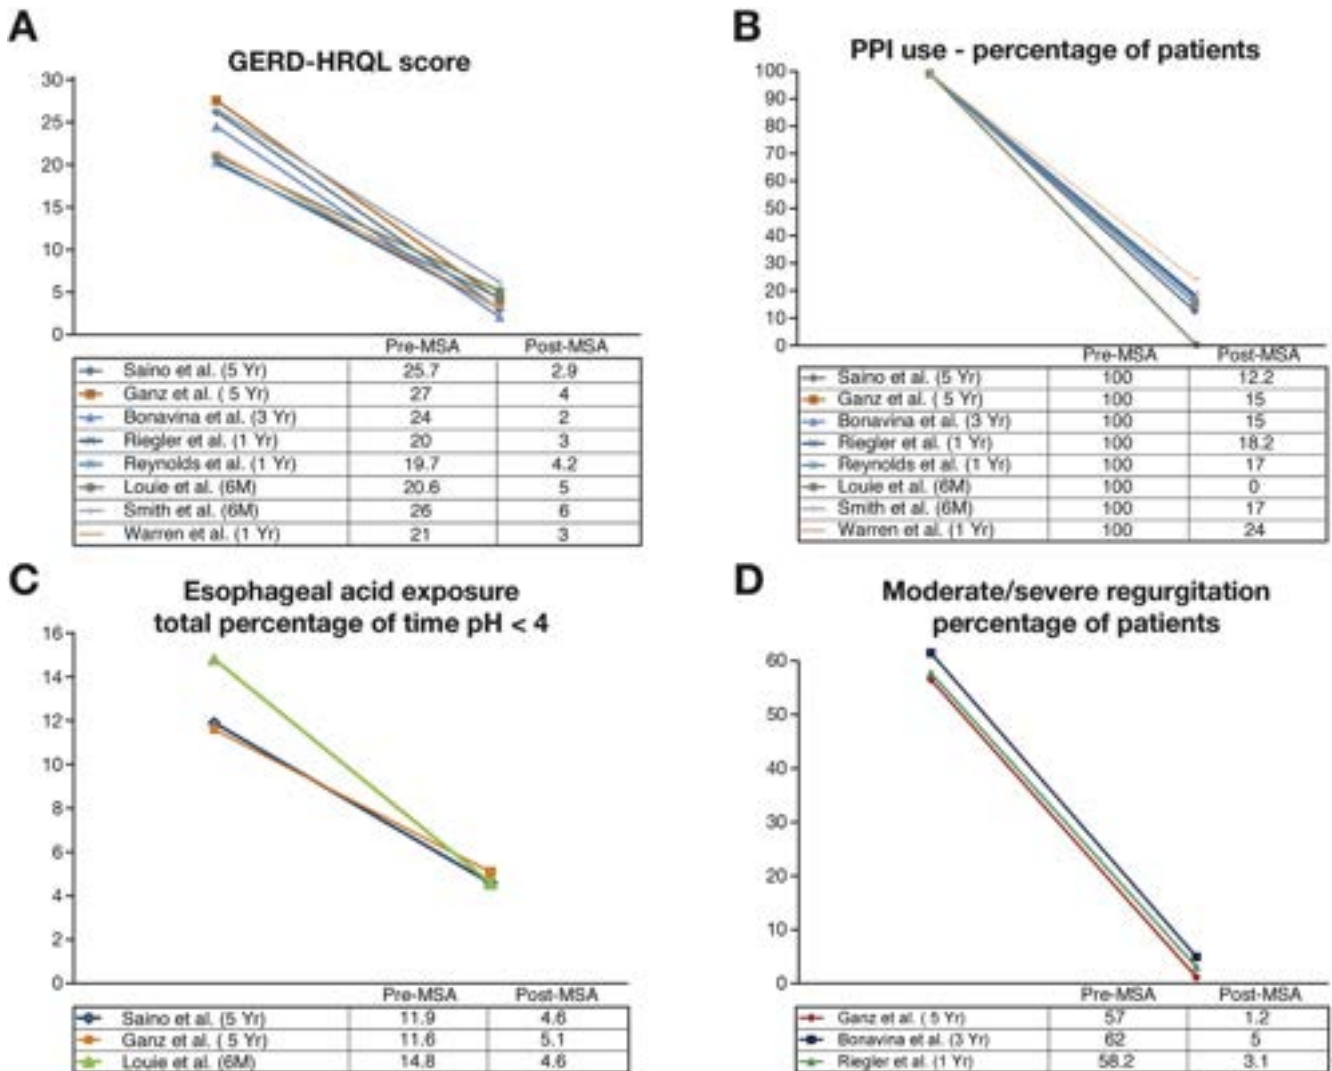 A
GERD-HRQL score
30
25
20
15
10
5
0
Pre-MSA Post-MSA
Saino et al. (5 Yr) 25.7 2.9
Ganz et al. ( 5 Yr) 27 4
Bonavina et al. (3 Yr) 24 2
Riegler et al. (1 Yr) 20 3
Reynolds et al. (1 Yr) 19.7 4.2
Louie et al. (6M) 20.6 5
Smith et al. (6M) 26 6
Warren et al. (1 Yr) 21 3
B
PPI use - percentage of patients
100
90
80
70
60
50
40
30
20
10
0
Pre-MSA Post-MSA
Saino et al. (5 Yr) 100 12.2
Ganz et al. ( 5 Yr) 100 15
Bonavina et al. (3 Yr) 100 15
Riegler et al. (1 Yr) 100 18.2
Reynolds et al. (1 Yr) 100 17
Louie et al. (6M) 100 0
Smith et al. (6M) 100 17
Warren et al. (1 Yr) 100 24
C
Esophageal acid exposure
total percentage of time pH < 4
16
14
12
10
8
6
4
2
0
Pre-MSA Post-MSA
Saino et al. (5 Yr) 11.9 4.6
Ganz et al. ( 5 Yr) 11.6 5.1
Louie et al. (6M) 14.8 4.6
D
Moderate/severe regurgitation
percentage of patients
60
50
40
30
20
10
0
Pre-MSA Post-MSA
Ganz et al. ( 5 Yr) 57 1.2
Bonavina et al. (3 Yr) 62 5
Riegler et al. (1 Yr) 58.2 3.1